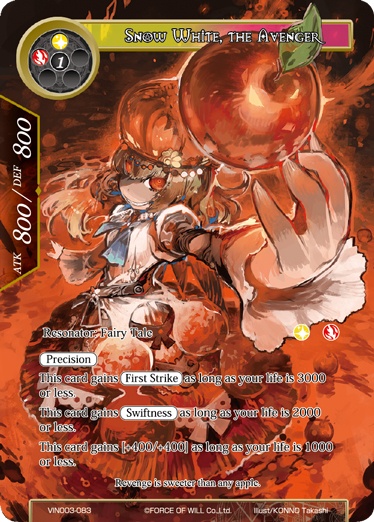 Snow White, the Avenger
1
ATK 800 / DEF 800
Resonator: Fairy Tale
Precision
This card gains First Strike as long as your life is 3000
or less.
This card gains Swiftness as long as your life is 2000
or less.
This card gains [+400/+400] as long as your life is 1000
or less.
Revenge is sweeter than any apple.
VIN003-083
©FORCE OF WILL Co.,Ltd.
Illust/KONNO Takashi